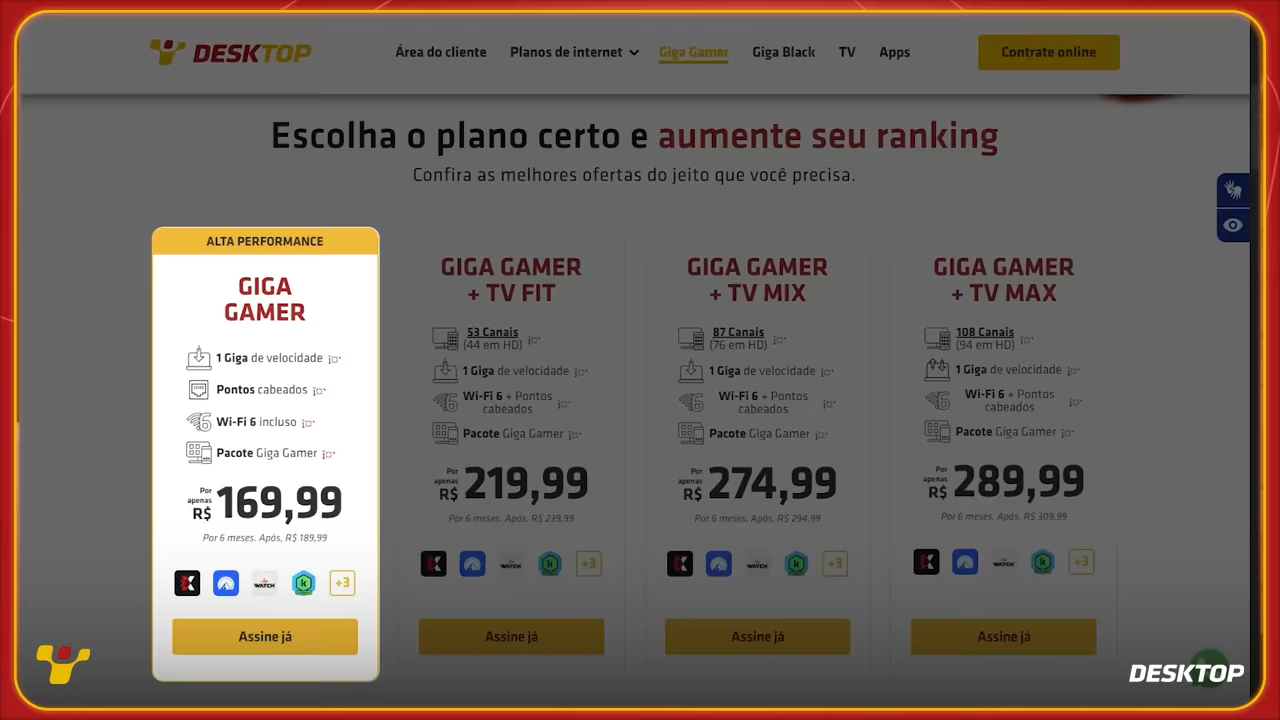 DESKTOP
Área do cliente
Planos de internet
Giga Gamer
Giga Black
TV
Apps
Contrate online
Escolha o plano certo e aumente seu ranking
Confira as melhores ofertas do jeito que você precisa.
ALTA PERFORMANCE
GIGA
GAMER
1 Giga de velocidade
Pontos cabeados
Wi-Fi 6 incluso
Pacote Giga Gamer
Por
apenas
R$ 169,99
Por 6 meses. Após, R$ 189,99
K
WATCH
k
+3
Assine já
GIGA GAMER
+ TV FIT
53 Canais
(44 em HD)
1 Giga de velocidade
Wi-Fi 6 + Pontos
cabeados
Pacote Giga Gamer
Por
apenas
R$ 219,99
Por 6 meses. Após, R$ 239,99
K
WATCH
k
+3
Assine já
GIGA GAMER
+ TV MIX
87 Canais
(76 em HD)
1 Giga de velocidade
Wi-Fi 6 + Pontos
cabeados
Pacote Giga Gamer
Por
apenas
R$ 274,99
Por 6 meses. Após, R$ 294,99
K
WATCH
k
+3
Assine já
GIGA GAMER
+ TV MAX
108 Canais
(94 em HD)
1 Giga de velocidade
Wi-Fi 6 + Pontos
cabeados
Pacote Giga Gamer
Por
apenas
R$ 289,99
Por 6 meses. Após, R$ 309,99
K
WATCH
k
+3
Assine já
DESKTOP